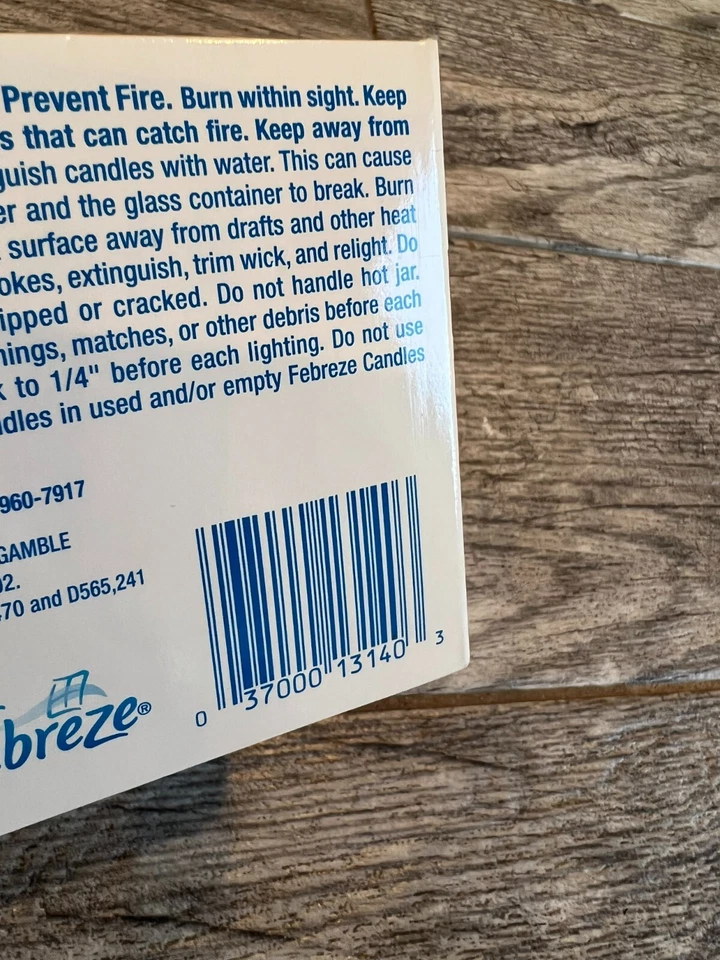 Prevent Fire. Burn within sight. Keep
s that can catch fire. Keep away from
guish candles with water. This can cause
er and the glass container to break. Burn
surface away from drafts and other heat
okes, extinguish, trim wick, and relight. Do
ipped or cracked. Do not handle hot jar.
nings, matches, or other debris before each
k to 1/4" before each lighting. Do not use
dles in used and/or empty Febreze Candles
960-7917
GAMBLE
02.
470 and D565,241
breze®
0 37000 13140 3